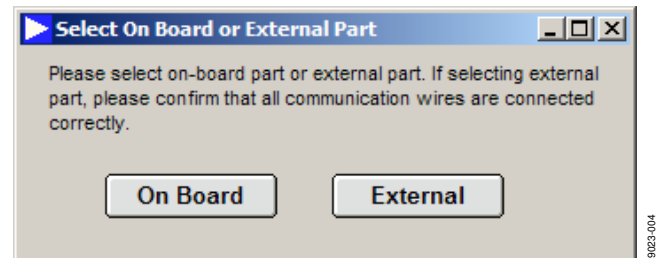 Select On Board or External Part
Please select on-board part or external part. If selecting external
part, please confirm that all communication wires are connected
correctly.
On Board
External
9023-004